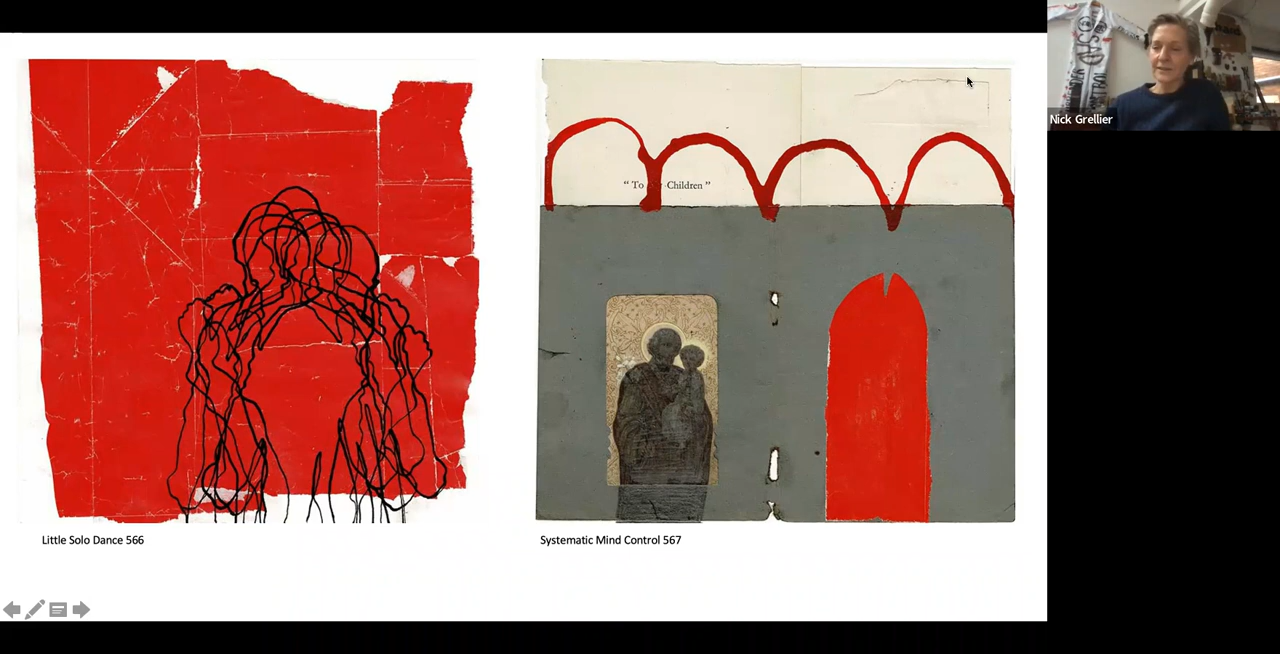 “ To Children ”
Little Solo Dance 566
Systematic Mind Control 567
Nick Grellier